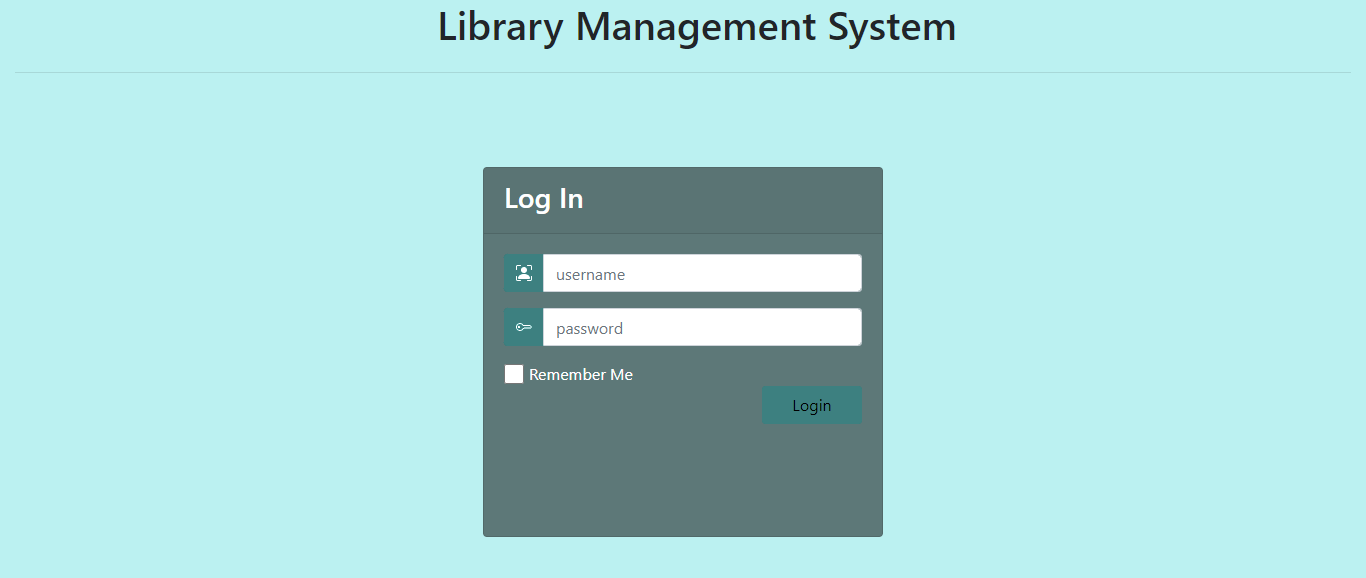 Library Management System
Log In
username
password
Remember Me
Login